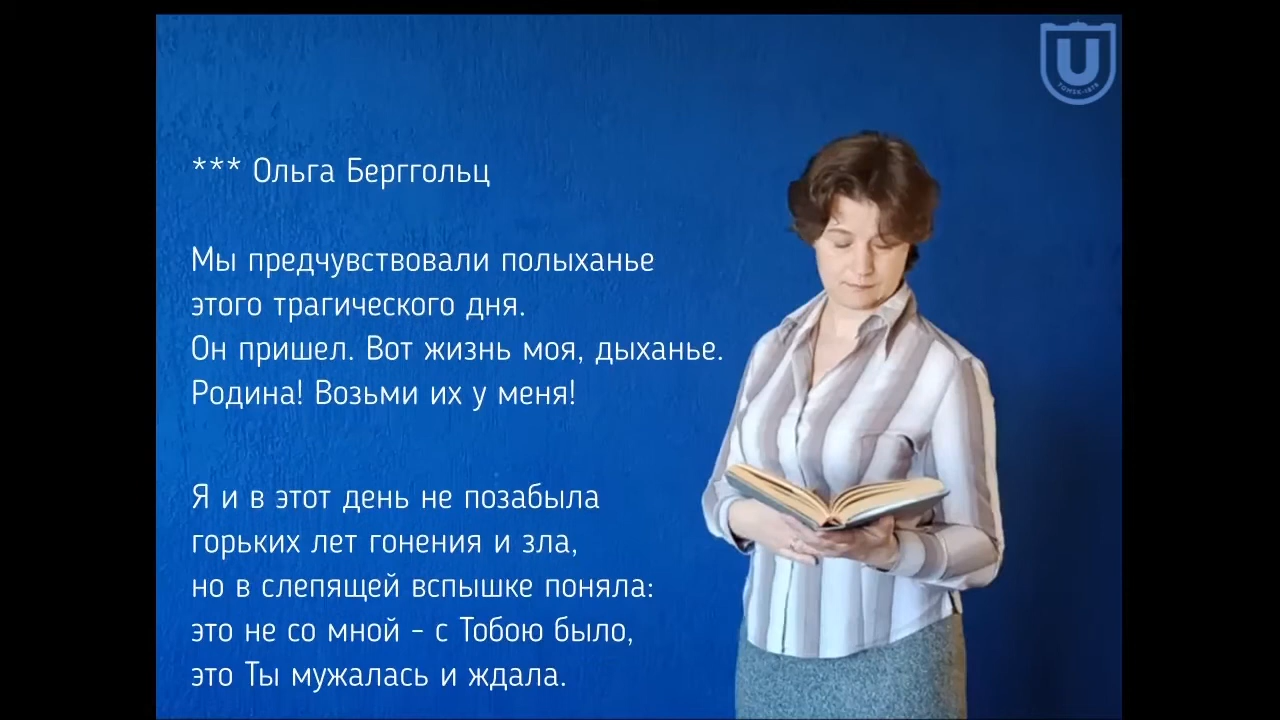 U
ТОМСК·1878
*** Ольга Берггольц
Мы предчувствовали полыханье
этого трагического дня.
Он пришел. Вот жизнь моя, дыханье.
Родина! Возьми их у меня!
Я и в этот день не позабыла
горьких лет гонения и зла,
но в слепящей вспышке поняла:
это не со мной – с Тобою было,
это Ты мужалась и ждала.